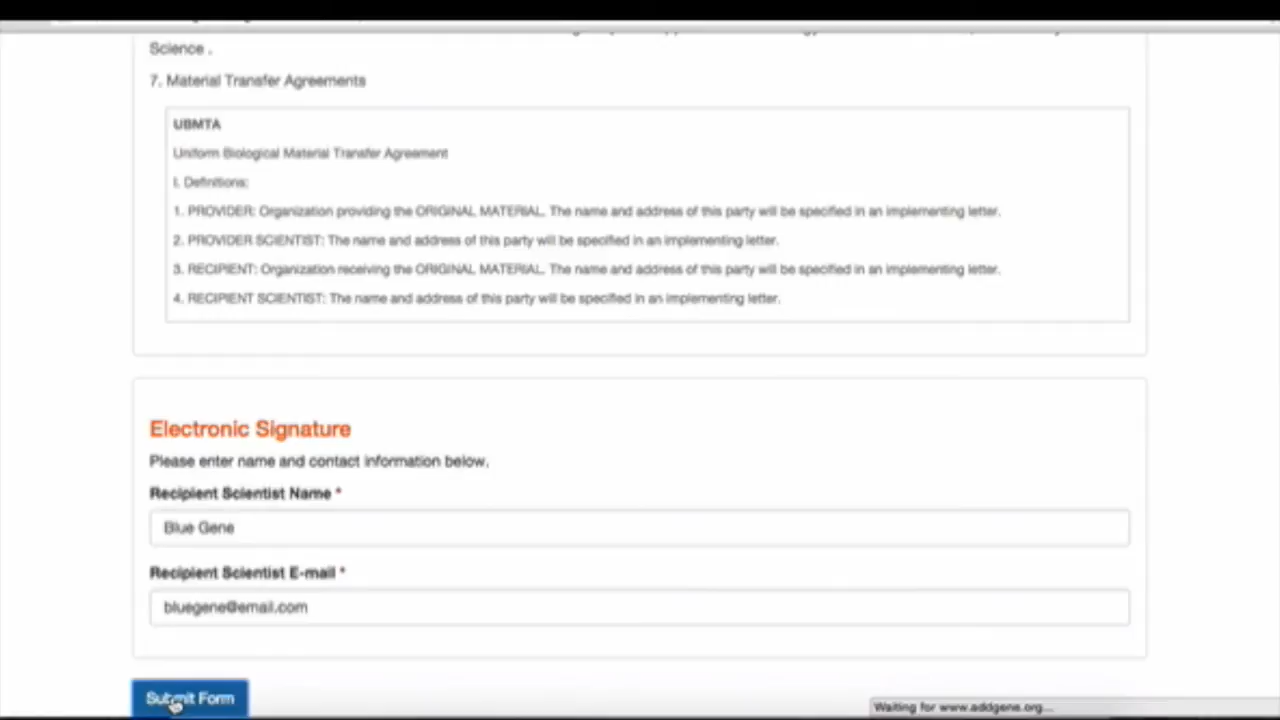 Science .
7. Material Transfer Agreements
UBMTA
Uniform Biological Material Transfer Agreement
I. Definitions:
1. PROVIDER: Organization providing the ORIGINAL MATERIAL. The name and address of this party will be specified in an implementing letter.
2. PROVIDER SCIENTIST: The name and address of this party will be specified in an implementing letter.
3. RECIPIENT: Organization receiving the ORIGINAL MATERIAL. The name and address of this party will be specified in an implementing letter.
4. RECIPIENT SCIENTIST: The name and address of this party will be specified in an implementing letter.
Electronic Signature
Please enter name and contact information below.
Recipient Scientist Name *
Blue Gene
Recipient Scientist E-mail *
bluegene@email.com
Submit Form
Waiting for www.addgene.org...